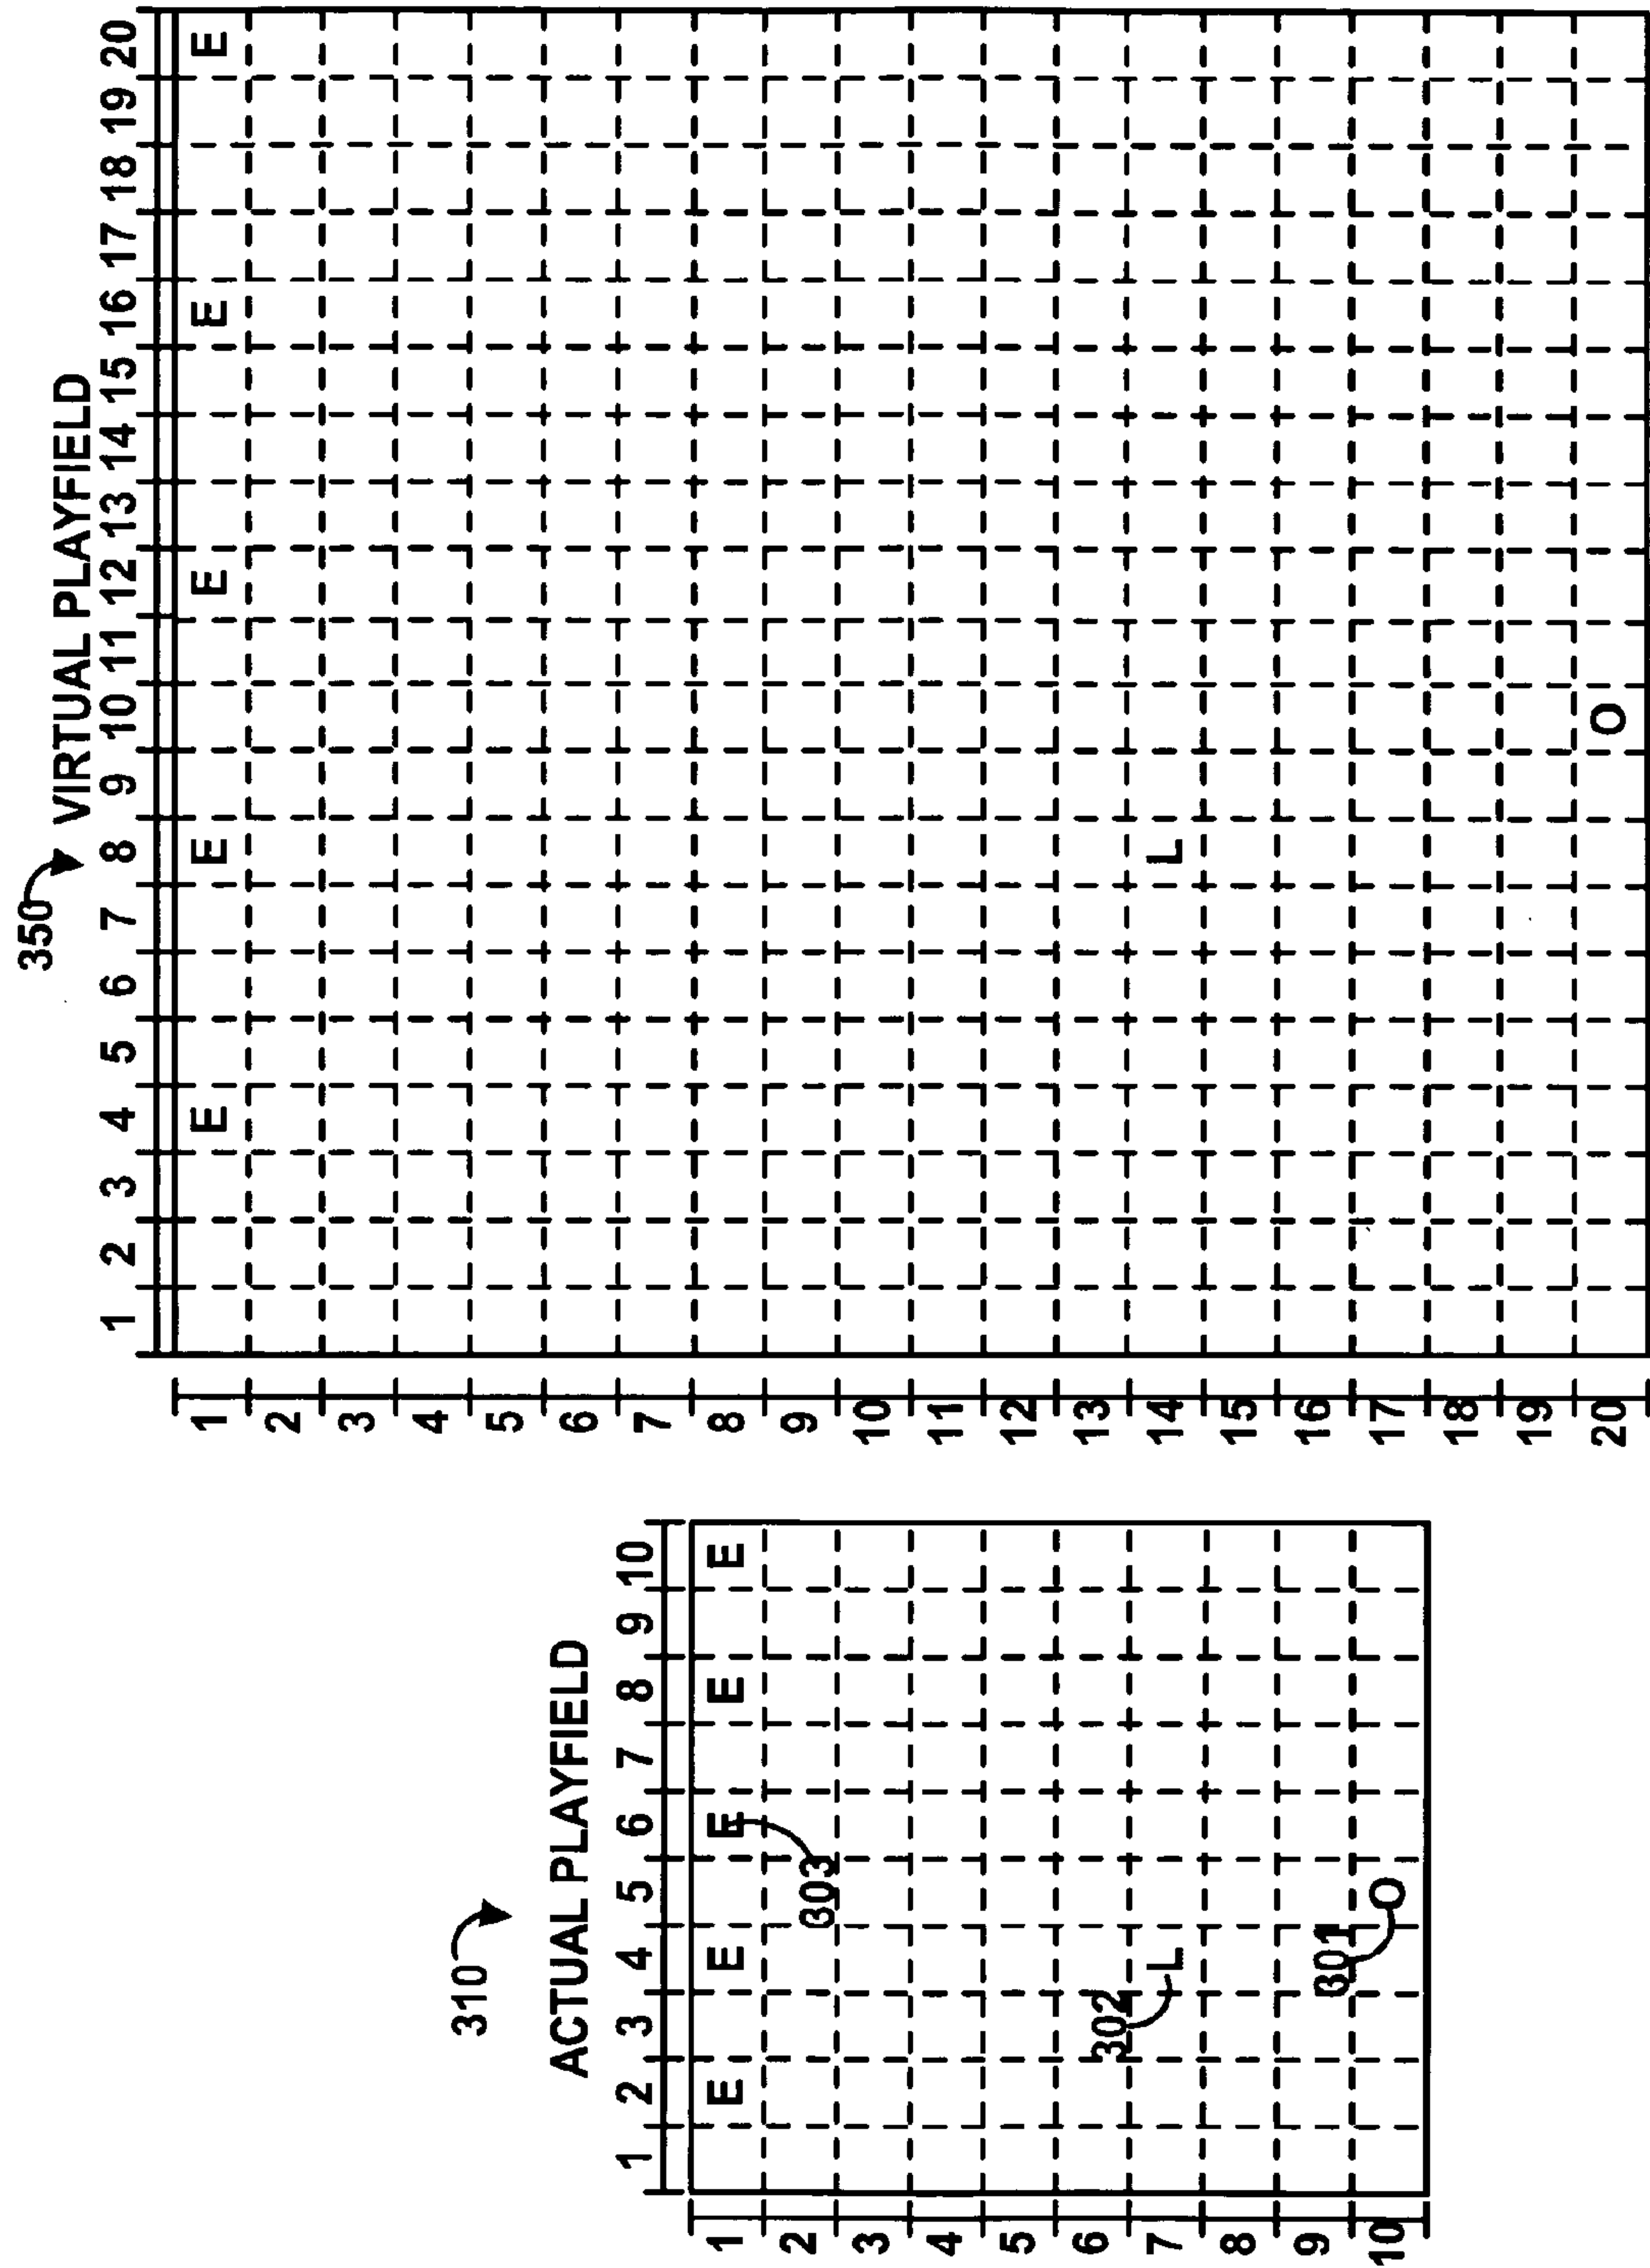 310
ACTUAL PLAYFIELD
1 2 3 4 5 6 7 8 9 10
1 E E E E E
2 303
3
4
5
6 302
7 L
8
9 301
10 O
350
VIRTUAL PLAYFIELD
1 2 3 4 5 6 7 8 9 10 11 12 13 14 15 16 17 18 19 20
1 E E E E E
2
3
4
5
6
7
8
9
10
11
12
13
14 L
15
16
17
18
19
20 O